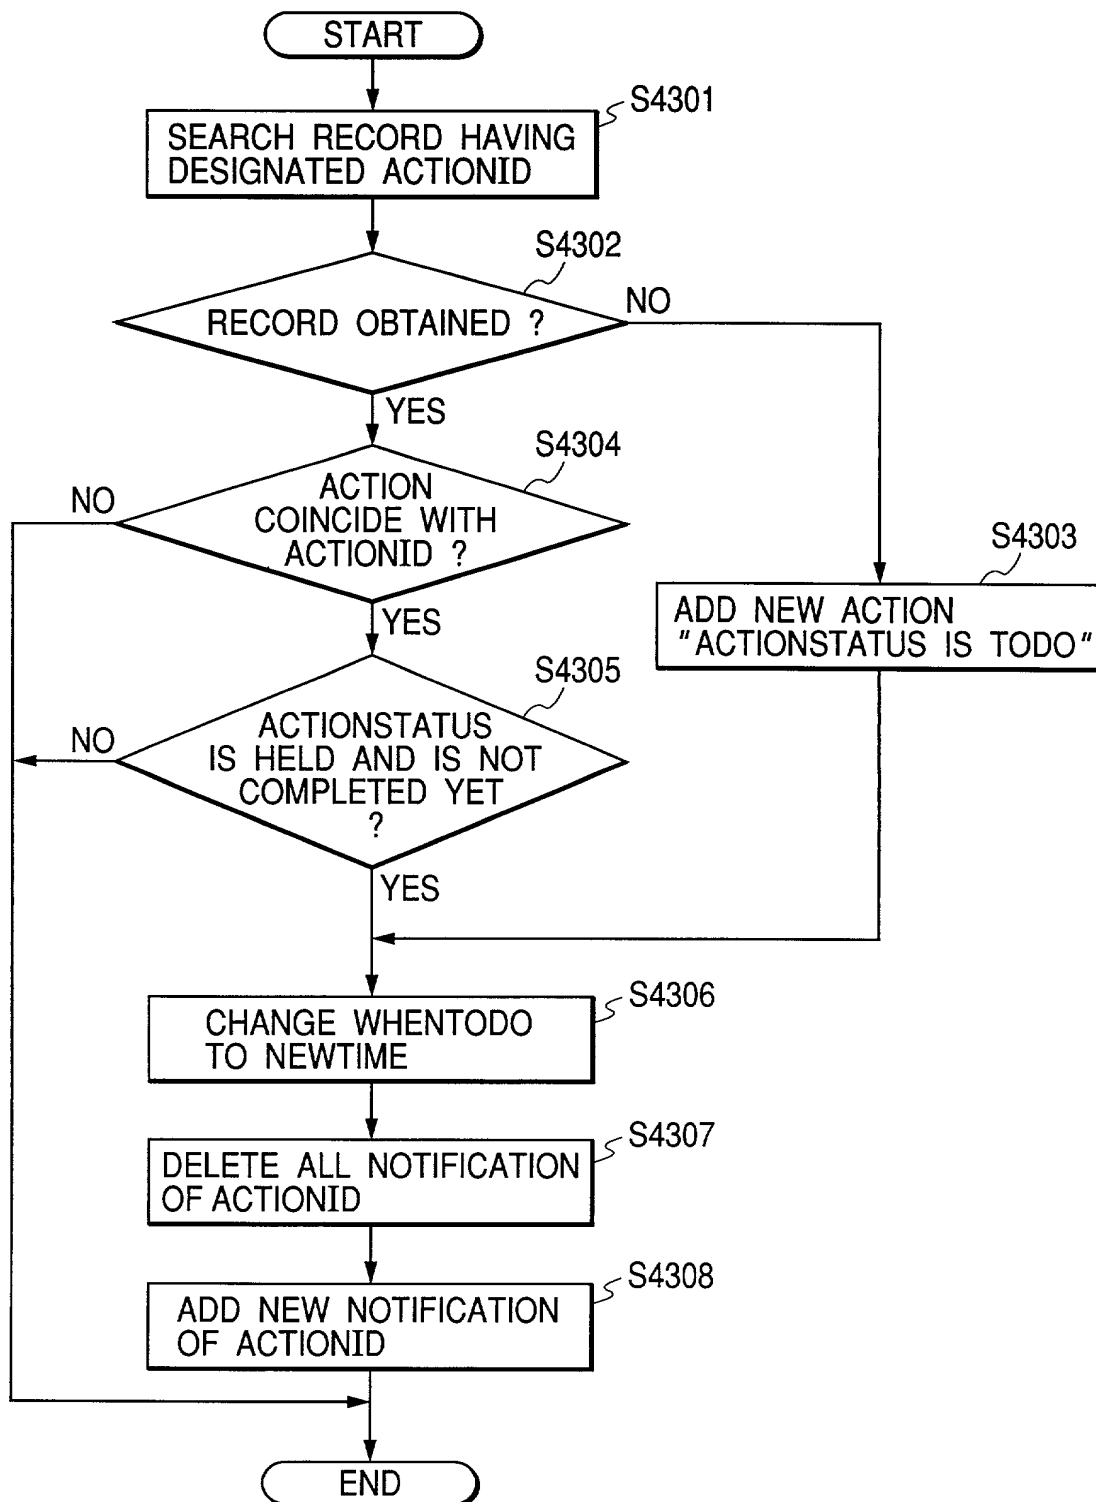 START
S4301
SEARCH RECORD HAVING
DESIGNATED ACTIONID
S4302
RECORD OBTAINED ?
NO
YES
S4304
ACTION
COINCIDE WITH
ACTIONID ?
NO
YES
S4303
ADD NEW ACTION
"ACTIONSTATUS IS TODO"
S4305
ACTIONSTATUS
IS HELD AND IS NOT
COMPLETED YET
?
NO
YES
S4306
CHANGE WHENTODO
TO NEWTIME
S4307
DELETE ALL NOTIFICATION
OF ACTIONID
S4308
ADD NEW NOTIFICATION
OF ACTIONID
END